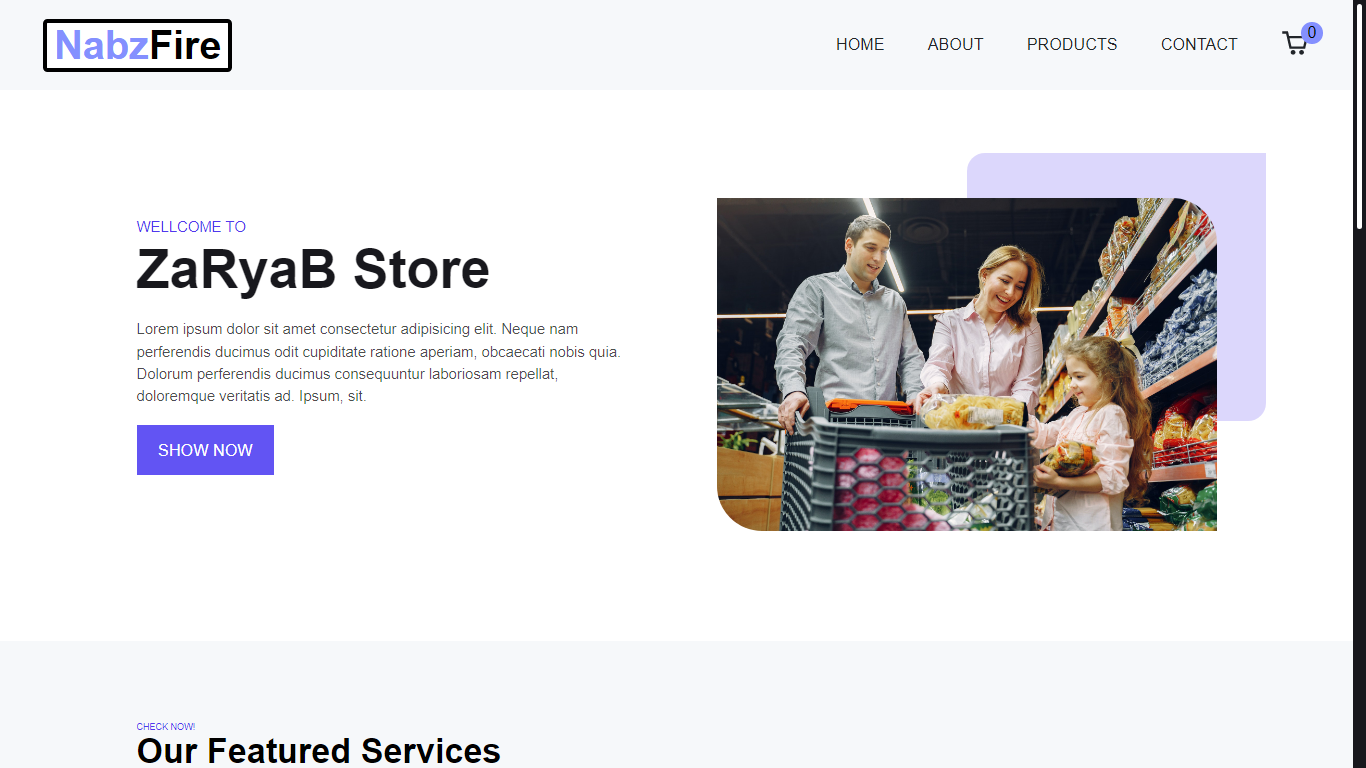 NabzFire
HOME ABOUT PRODUCTS CONTACT 0
WELLCOME TO
ZaRyaB Store
Lorem ipsum dolor sit amet consectetur adipisicing elit. Neque nam
perferendis ducimus odit cupiditate ratione aperiam, obcaecati nobis quia.
Dolorum perferendis ducimus consequuntur laboriosam repellat,
doloremque veritatis ad. Ipsum, sit.
SHOW NOW
CHECK NOW!
Our Featured Services